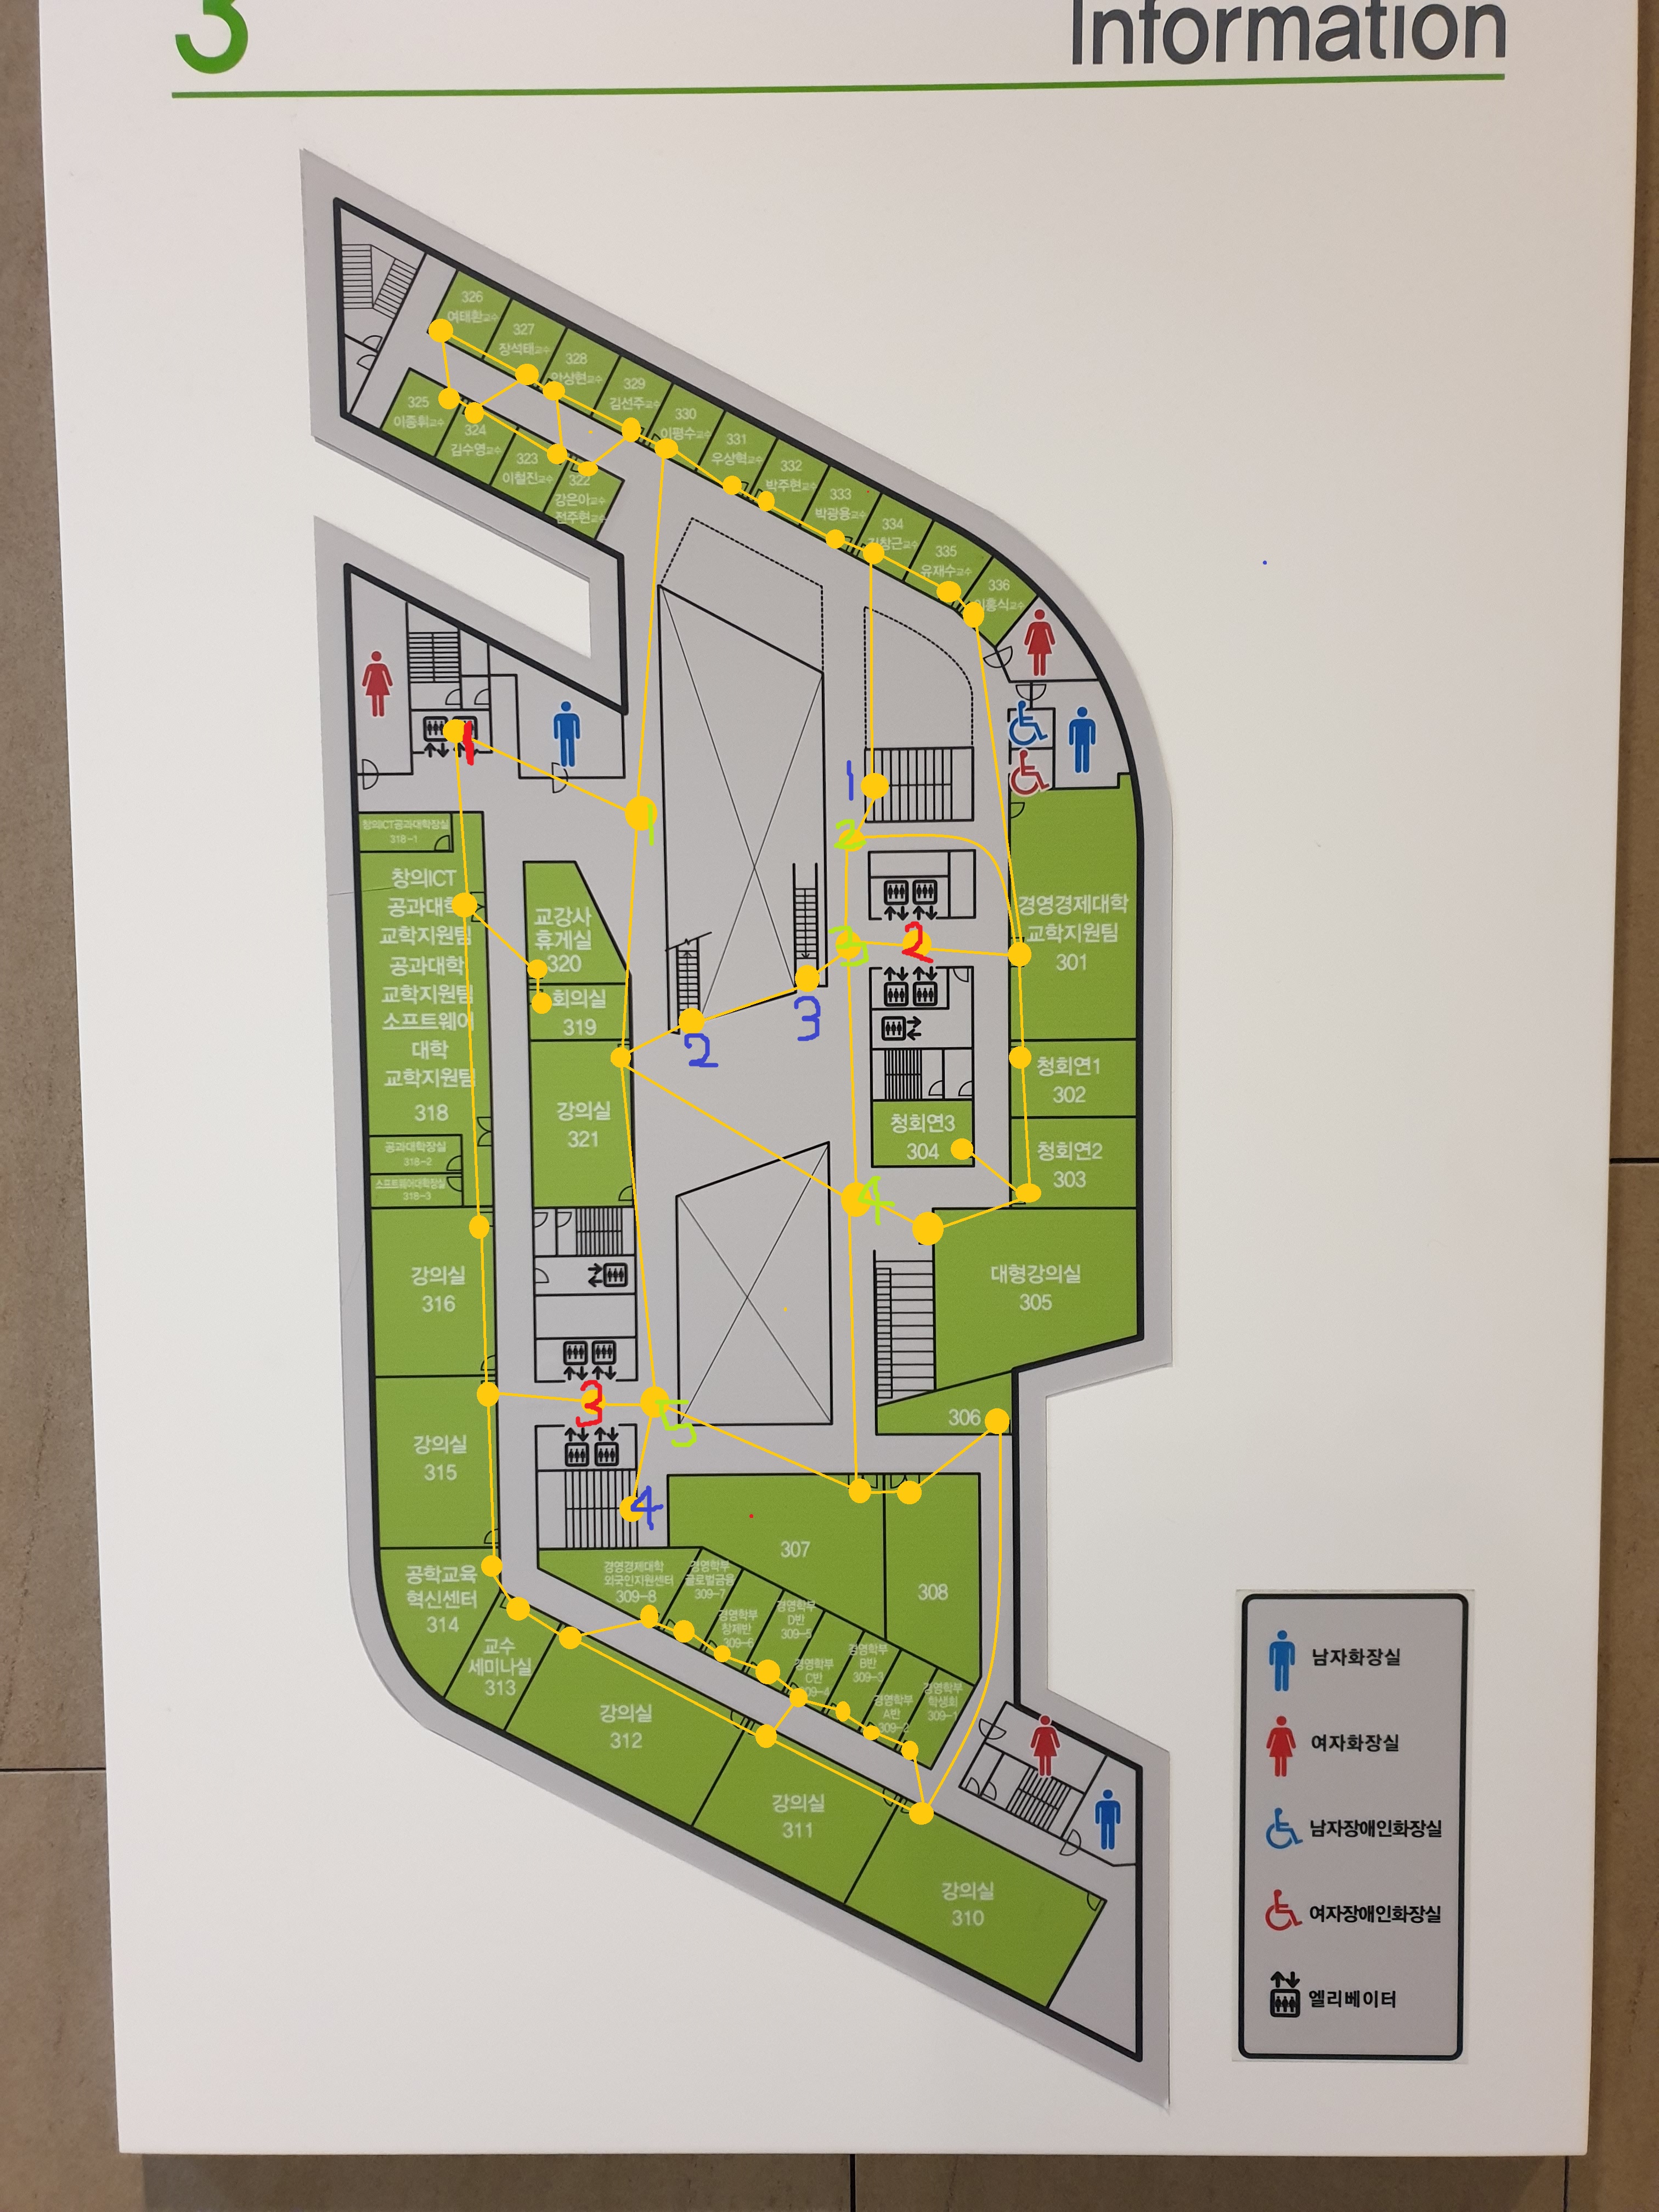 3
Information
326
여태환교수
327
장석태교수
328
안상현교수
329
김선주교수
330
이평수교수
331
우상혁교수
332
박주현교수
333
박광용교수
334
335
유재수교수
336
325
이중휘교수
324
김수영교수
323
이철진교수
322
강은아교수
전주현교수
1
1
1
2
창의ICT공과대학장실
318-1
창의ICT
공과대학
교학지원팀
공과대학
교학지원팀
소프트웨어
대학
교학지원팀
318
공과대학장실
318-2
소프트웨어대학장실
318-3
교강사
휴게실
320
회의실
319
강의실
321
2
3
3
2
경영경제대학
교학지원팀
301
청회연1
302
청회연3
304
청회연2
303
4
대형강의실
305
306
강의실
316
강의실
315
3
5
4
307
308
공학교육
혁신센터
314
교수
세미나실
313
경영경제대학
외국인지원센터
309-8
경영학부
글로벌금융
309-7
경영학부
창제반
309-6
경영학부
D반
309-5
경영학부
C반
309-4
경영학부
B반
309-3
경영학부
A반
309-2
경영학부
학생회
309-1
강의실
312
강의실
311
강의실
310
남자화장실
여자화장실
남자장애인화장실
여자장애인화장실
엘리베이터